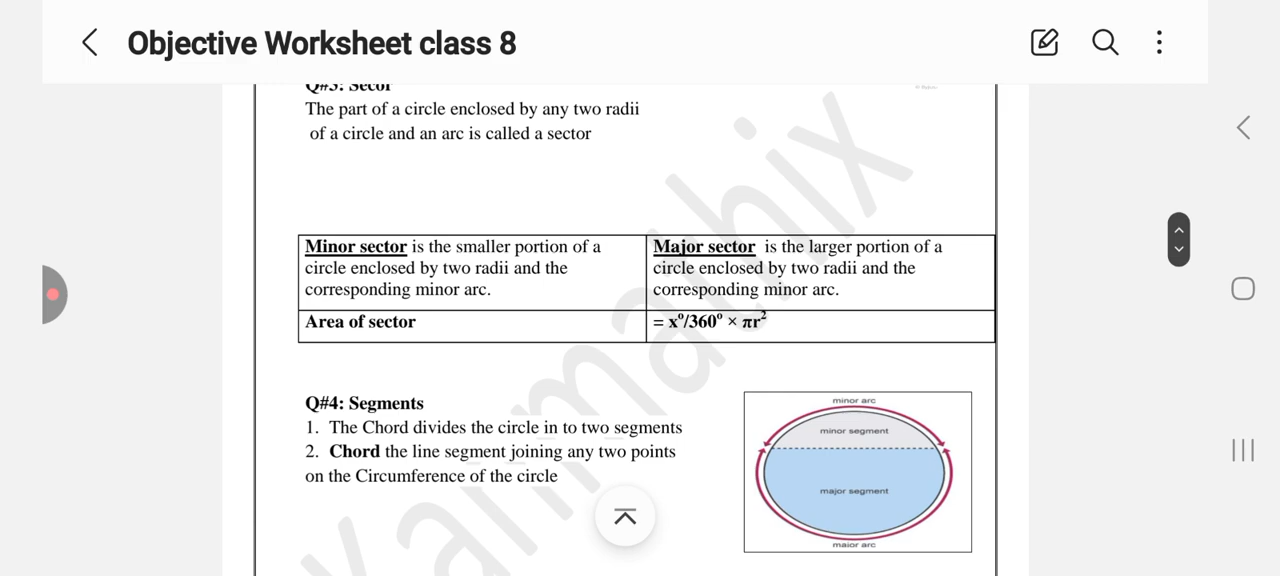 Objective Worksheet class 8
Q#3: Secor
The part of a circle enclosed by any two radii
of a circle and an arc is called a sector
Minor sector is the smaller portion of a
circle enclosed by two radii and the
corresponding minor arc.
Major sector is the larger portion of a
circle enclosed by two radii and the
corresponding minor arc.
Area of sector
= xº/360º × πr²
Q#4: Segments
1. The Chord divides the circle in to two segments
2. Chord the line segment joining any two points
on the Circumference of the circle
minor arc
minor segment
major segment
major arc